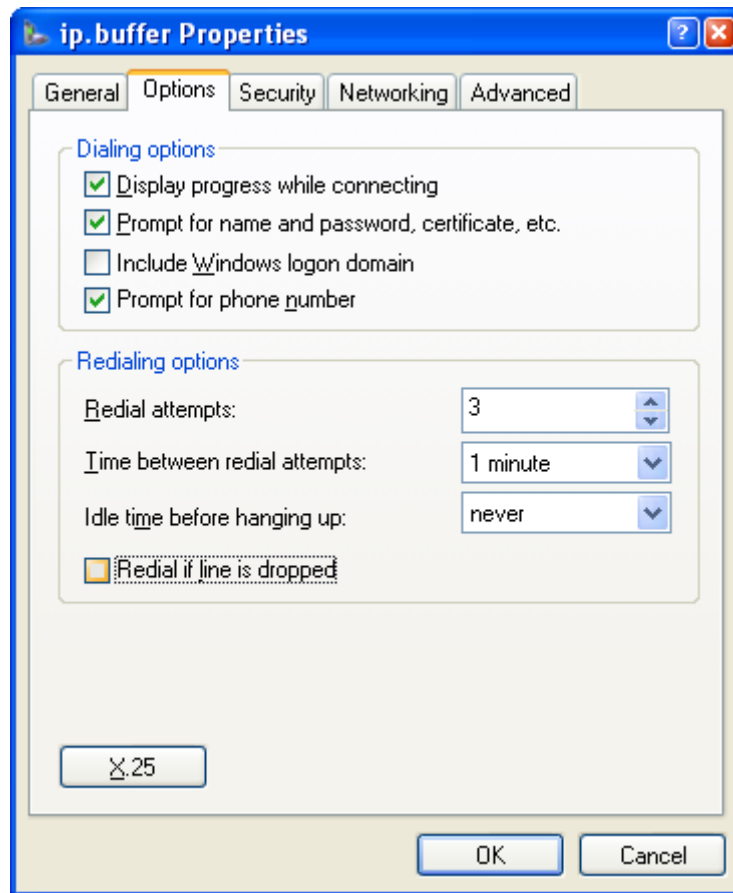 ip.buffer Properties
General Options Security Networking Advanced
Dialing options
Display progress while connecting
Prompt for name and password, certificate, etc.
Include Windows logon domain
Prompt for phone number
Redialing options
Redial attempts: 3
Time between redial attempts: 1 minute
Idle time before hanging up: never
Redial if line is dropped
X.25
OK Cancel